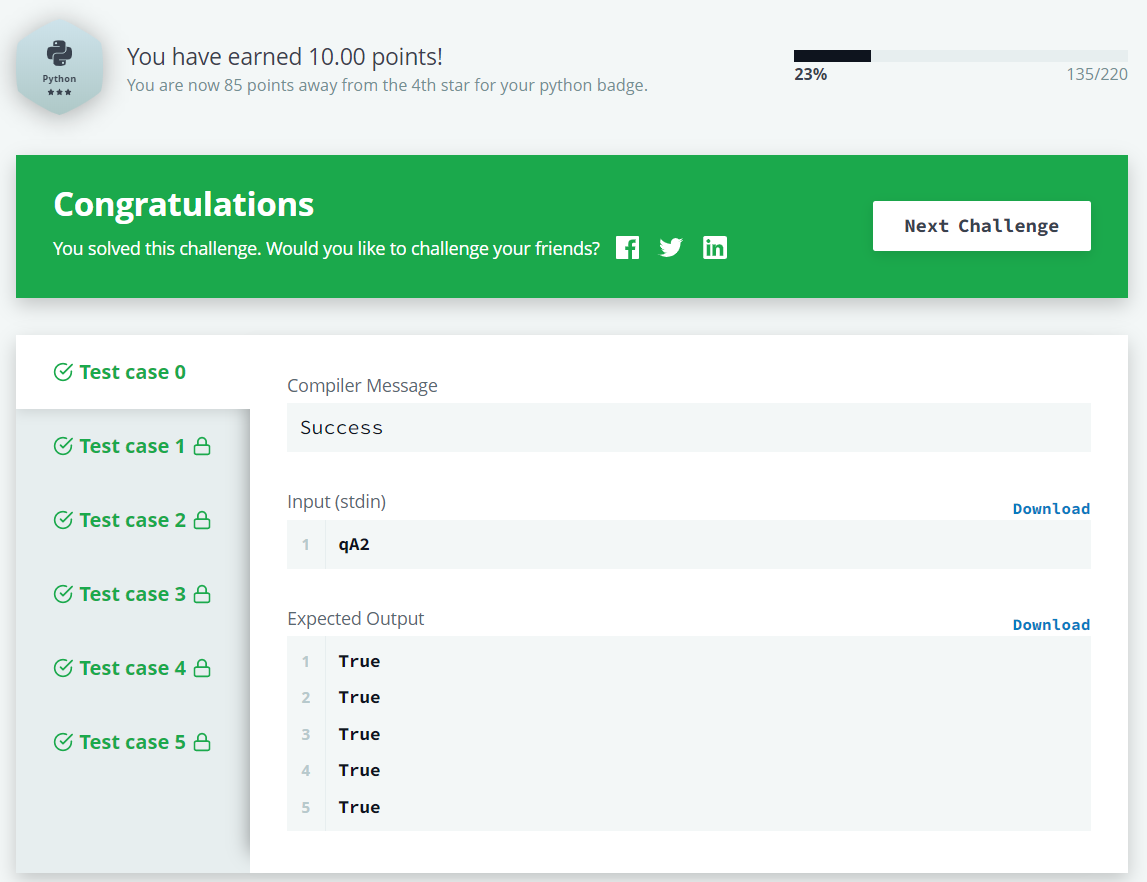 Python
You have earned 10.00 points!
You are now 85 points away from the 4th star for your python badge.
23%
135/220
Congratulations
You solved this challenge. Would you like to challenge your friends?
Next Challenge
Test case 0
Test case 1
Test case 2
Test case 3
Test case 4
Test case 5
Compiler Message
Success
Input (stdin)
Download
1 qA2
Expected Output
Download
1 True
2 True
3 True
4 True
5 True